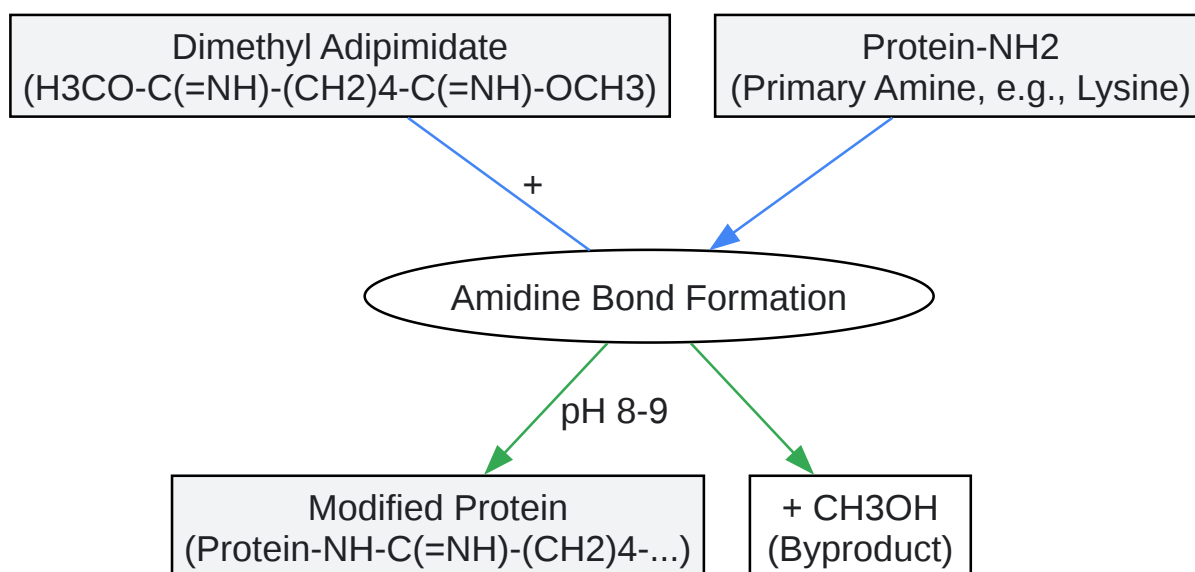 Dimethyl Adipimidate
(H3CO-C(=NH)-(CH2)4-C(=NH)-OCH3)
Protein-NH2
(Primary Amine, e.g., Lysine)
+
Amidine Bond Formation
pH 8-9
Modified Protein
(Protein-NH-C(=NH)-(CH2)4-...)
+ CH3OH
(Byproduct)